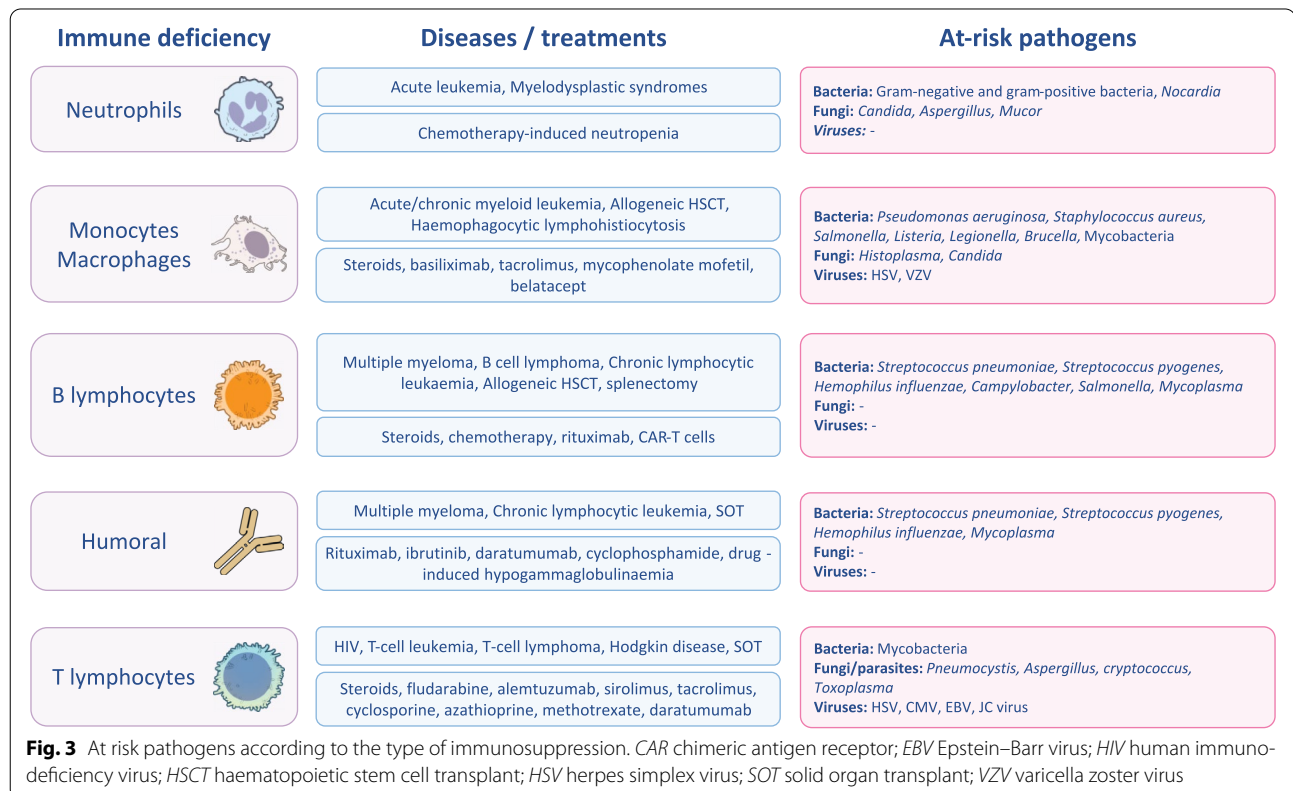 Immune deficiency
Diseases / treatments
At-risk pathogens
Neutrophils
Acute leukemia, Myelodysplastic syndromes
Chemotherapy-induced neutropenia
Bacteria: Gram-negative and gram-positive bacteria, Nocardia
Fungi: Candida, Aspergillus, Mucor
Viruses: -
Monocytes
Macrophages
Acute/chronic myeloid leukemia, Allogeneic HSCT,
Haemophagocytic lymphohistiocytosis
Steroids, basiliximab, tacrolimus, mycophenolate mofetil,
belatacept
Bacteria: Pseudomonas aeruginosa, Staphylococcus aureus,
Salmonella, Listeria, Legionella, Brucella, Mycobacteria
Fungi: Histoplasma, Candida
Viruses: HSV, VZV
B lymphocytes
Multiple myeloma, B cell lymphoma, Chronic lymphocytic
leukaemia, Allogeneic HSCT, splenectomy
Steroids, chemotherapy, rituximab, CAR-T cells
Bacteria: Streptococcus pneumoniae, Streptococcus pyogenes,
Hemophilus influenzae, Campylobacter, Salmonella, Mycoplasma
Fungi: -
Viruses: -
Humoral
Multiple myeloma, Chronic lymphocytic leukemia, SOT
Rituximab, ibrutinib, daratumumab, cyclophosphamide, drug -
induced hypogammaglobulinaemia
Bacteria: Streptococcus pneumoniae, Streptococcus pyogenes,
Hemophilus influenzae, Mycoplasma
Fungi: -
Viruses: -
T lymphocytes
HIV, T-cell leukemia, T-cell lymphoma, Hodgkin disease, SOT
Steroids, fludarabine, alemtuzumab, sirolimus, tacrolimus,
cyclosporine, azathioprine, methotrexate, daratumumab
Bacteria: Mycobacteria
Fungi/parasites: Pneumocystis, Aspergillus, cryptococcus,
Toxoplasma
Viruses: HSV, CMV, EBV, JC virus
Fig. 3 At risk pathogens according to the type of immunosuppression. CAR chimeric antigen receptor; EBV Epstein–Barr virus; HIV human immuno-
deficiency virus; HSCT haematopoietic stem cell transplant; HSV herpes simplex virus; SOT solid organ transplant; VZV varicella zoster virus